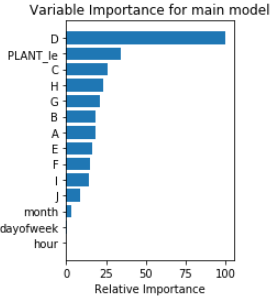 Variable Importance for main model
D
PLANT_le
C
H
G
B
A
E
F
I
J
month
dayofweek
hour
0 25 50 75 100
Relative Importance